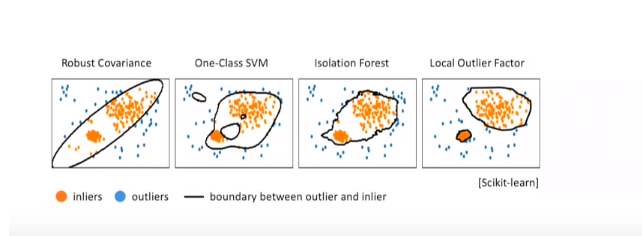 Robust Covariance One-Class SVM Isolation Forest Local Outlier Factor
[Scikit-learn]
inliers outliers boundary between outlier and inlier